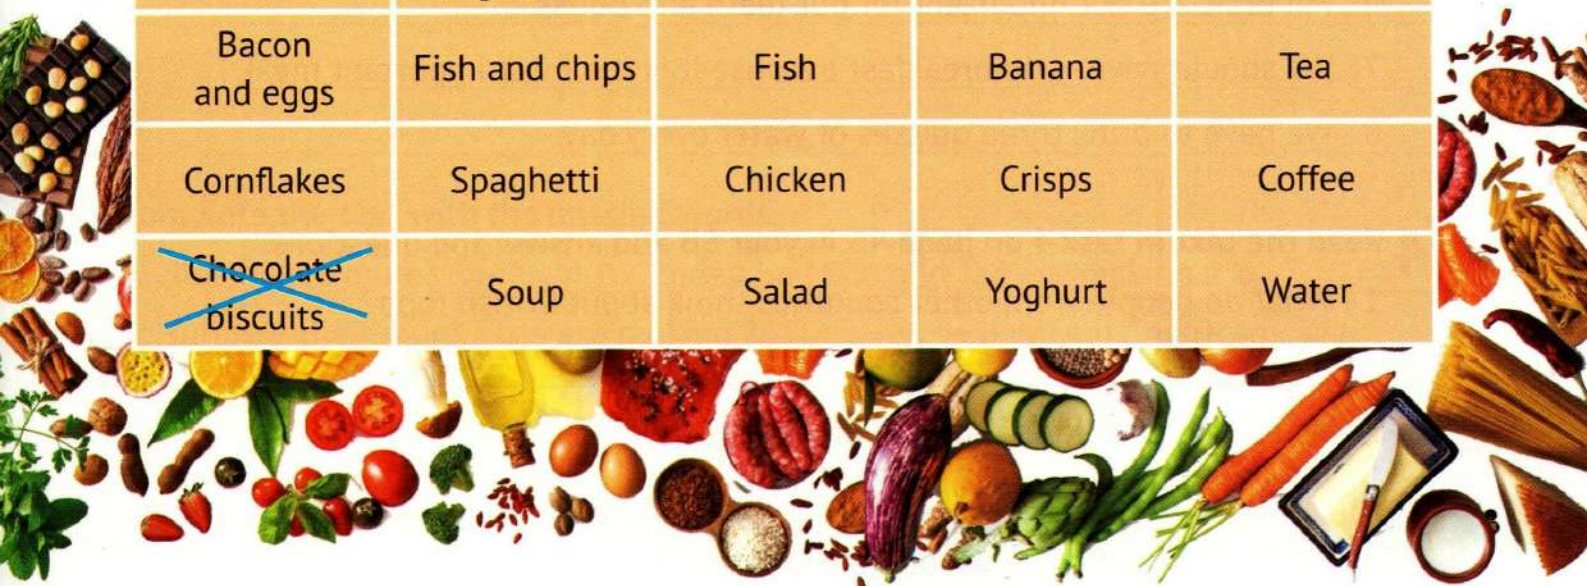 Bacon
and eggs
Fish and chips
Fish
Banana
Tea
Cornflakes
Spaghetti
Chicken
Crisps
Coffee
Chocolate
biscuits
Soup
Salad
Yoghurt
Water